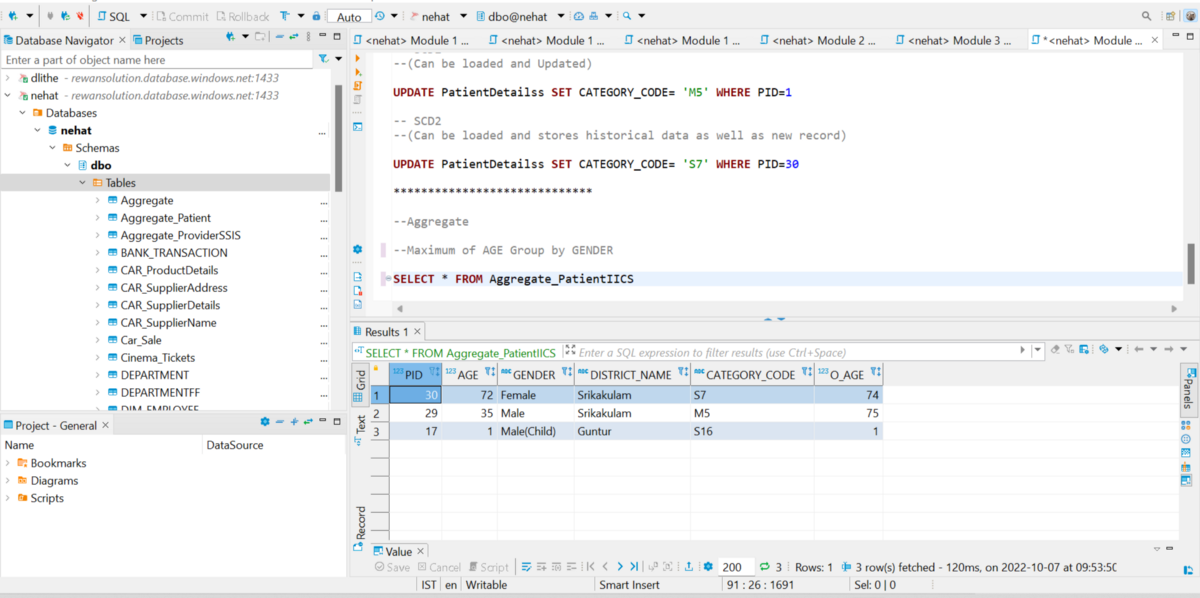 SQL Commit Rollback Auto nehat dbo@nehat
Database Navigator Projects
Enter a part of object name here
dlithe - rewansolution.database.windows.net:1433
nehat - rewansolution.database.windows.net:1433
Databases
nehat ...
Schemas
dbo
Tables
Aggregate ...
Aggregate_Patient ...
Aggregate_ProviderSSIS ...
BANK_TRANSACTION ...
CAR_ProductDetails ...
CAR_SupplierAddress ...
CAR_SupplierDetails ...
CAR_SupplierName ...
Car_Sale ...
Cinema_Tickets ...
DEPARTMENT ...
DEPARTMENTFF ...
DIM_EMPLOYEE
Project - General
Name DataSource
Bookmarks
Diagrams
Scripts
<nehat> Module 1 ... <nehat> Module 1 ... <nehat> Module 1 ... <nehat> Module 2 ... <nehat> Module 3 ... *<nehat> Module ...
--(Can be loaded and Updated)
UPDATE PatientDetailss SET CATEGORY_CODE= 'M5' WHERE PID=1
-- SCD2
--(Can be loaded and stores historical data as well as new record)
UPDATE PatientDetailss SET CATEGORY_CODE= 'S7' WHERE PID=30
*****************************
--Aggregate
--Maximum of AGE Group by GENDER
SELECT * FROM Aggregate_PatientIICS
Results 1
SELECT * FROM Aggregate_PatientIICS Enter a SQL expression to filter results (use Ctrl+Space)
Grid
Text
Record
Panels
123 PID 123 AGE ABC GENDER ABC DISTRICT_NAME ABC CATEGORY_CODE 123 O_AGE
1 30 72 Female Srikakulam S7 74
2 29 35 Male Srikakulam M5 75
3 17 1 Male(Child) Guntur S16 1
Value
Save Cancel Script 200 3 Rows: 1 3 row(s) fetched - 120ms, on 2022-10-07 at 09:53:50
IST en Writable Smart Insert 91 : 26 : 1691 Sel: 0 | 0